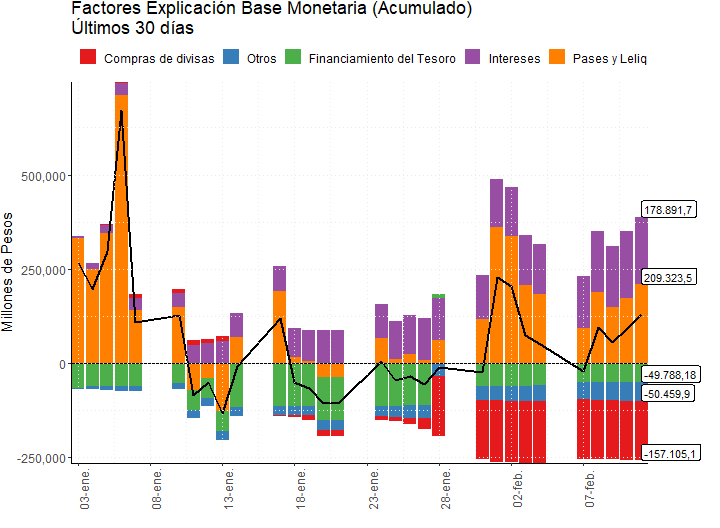 Factores Explicación Base Monetaria (Acumulado)
Últimos 30 días
Compras de divisas Otros Financiamiento del Tesoro Intereses Pases y Leliq
Millones de Pesos
500,000
250,000
0
-250,000
178.891,7
209.323,5
-49.788,18
-50.459,9
-157.105,1
03-ene.
08-ene.
13-ene.
18-ene.
23-ene.
28-ene.
02-feb.
07-feb.